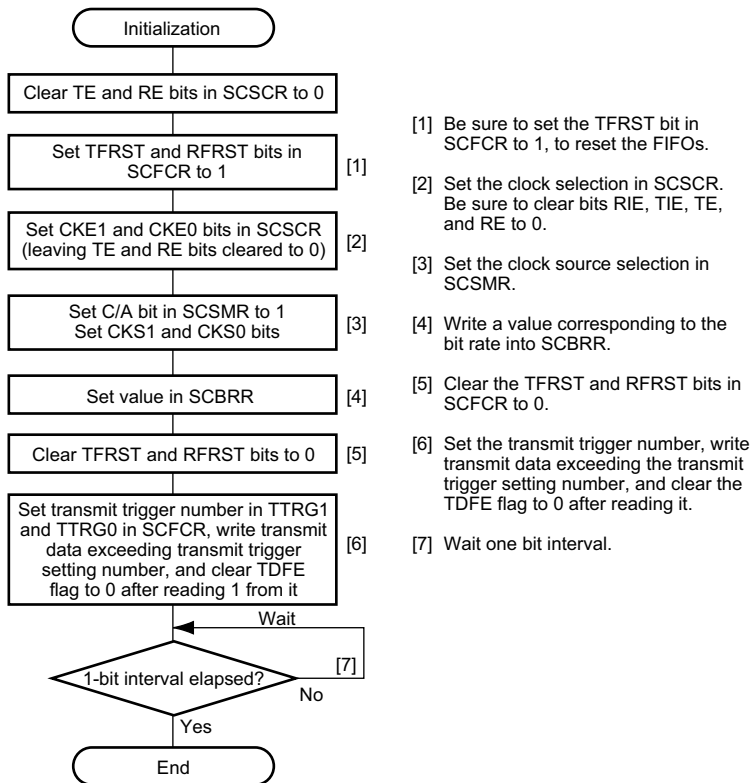 Initialization
Clear TE and RE bits in SCSCR to 0
Set TFRST and RFRST bits in
SCFCR to 1
[1]
Set CKE1 and CKE0 bits in SCSCR
(leaving TE and RE bits cleared to 0)
[2]
Set C/A bit in SCSMR to 1
Set CKS1 and CKS0 bits
[3]
Set value in SCBRR
[4]
Clear TFRST and RFRST bits to 0
[5]
Set transmit trigger number in TTRG1
and TTRG0 in SCFCR, write transmit
data exceeding transmit trigger
setting number, and clear TDFE
flag to 0 after reading 1 from it
[6]
Wait
1-bit interval elapsed?
[7]
No
Yes
End
[1] Be sure to set the TFRST bit in
SCFCR to 1, to reset the FIFOs.
[2] Set the clock selection in SCSCR.
Be sure to clear bits RIE, TIE, TE,
and RE to 0.
[3] Set the clock source selection in
SCSMR.
[4] Write a value corresponding to the
bit rate into SCBRR.
[5] Clear the TFRST and RFRST bits in
SCFCR to 0.
[6] Set the transmit trigger number, write
transmit data exceeding the transmit
trigger setting number, and clear the
TDFE flag to 0 after reading it.
[7] Wait one bit interval.